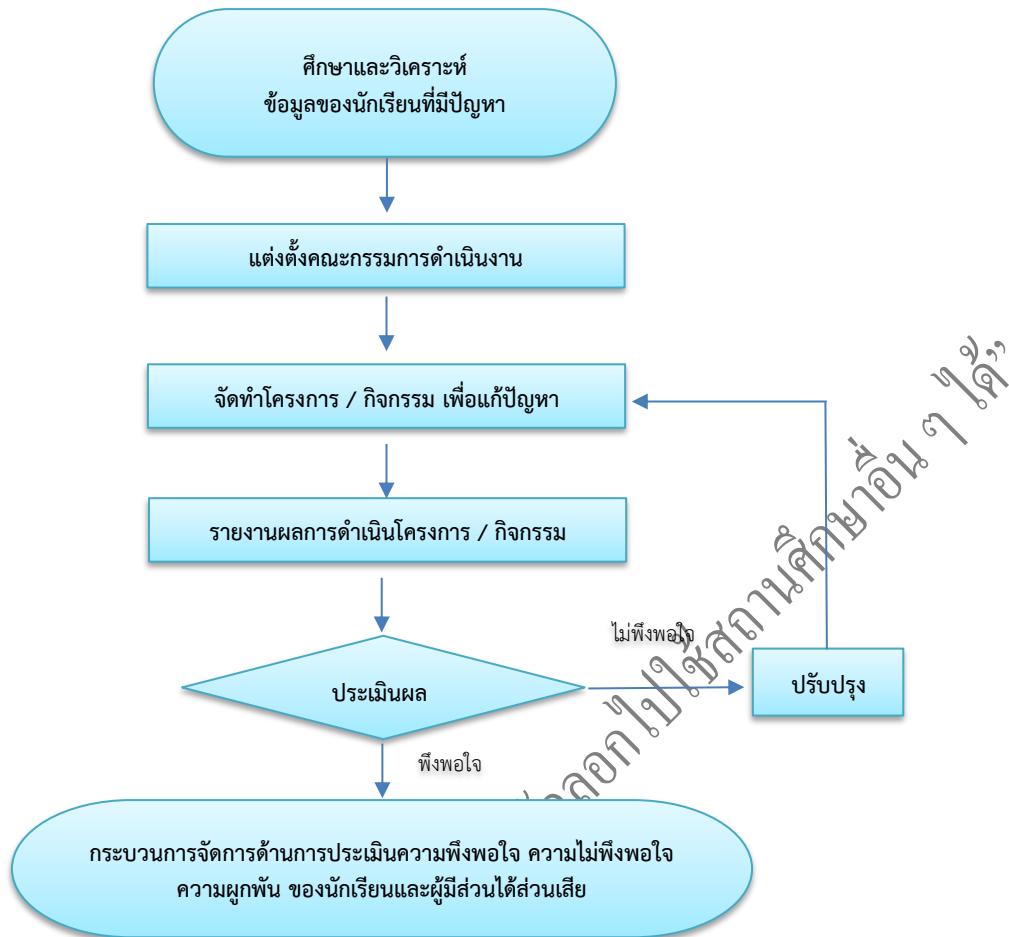 ศึกษาและวิเคราะห์
ข้อมูลของนักเรียนที่มีปัญหา
แต่งตั้งคณะกรรมการดำเนินงาน
จัดทำโครงการ / กิจกรรม เพื่อแก้ปัญหา
รายงานผลการดำเนินโครงการ / กิจกรรม
ไม่พึงพอใจ
ประเมินผล
ปรับปรุง
พึงพอใจ
กระบวนการจัดการด้านการประเมินความพึงพอใจ ความไม่พึงพอใจ
ความผูกพัน ของนักเรียนและผู้มีส่วนได้ส่วนเสีย
ลอกไปใช้สถานศึกษาอื่น ๆ ได้”